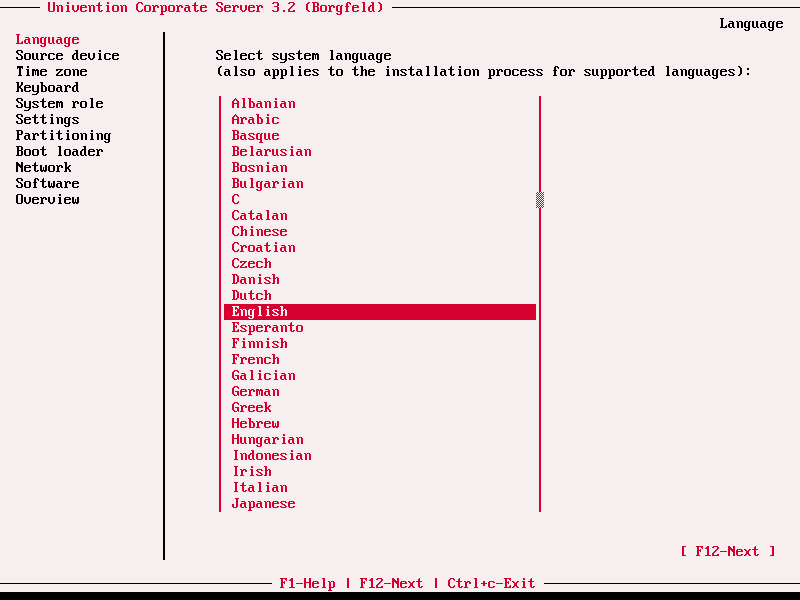 Univention Corporate Server 3.2 (Borgfeld)
Language
Language
Source device
Time zone
Keyboard
System role
Settings
Partitioning
Boot loader
Network
Software
Overview
Select system language
(also applies to the installation process for supported languages):
Albanian
Arabic
Basque
Belarusian
Bosnian
Bulgarian
C
Catalan
Chinese
Croatian
Czech
Danish
Dutch
English
Esperanto
Finnish
French
Galician
German
Greek
Hebrew
Hungarian
Indonesian
Irish
Italian
Japanese
[ F12-Next ]
F1-Help | F12-Next | Ctrl+c-Exit